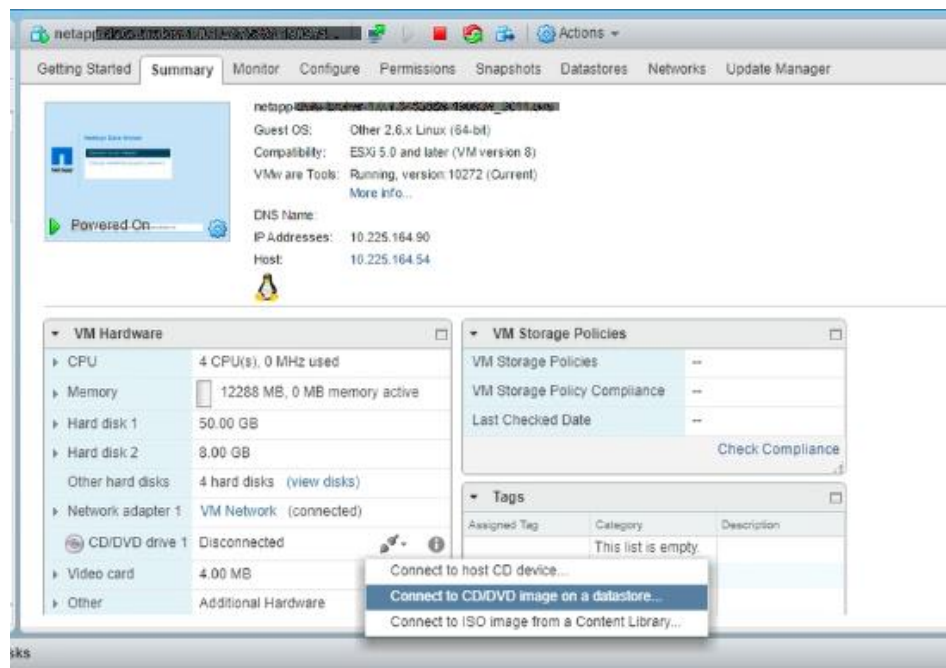 netapp
Actions
Getting Started Summary Monitor Configure Permissions Snapshots Datastores Networks Update Manager
netapp
Guest OS: Other 2.6.x Linux (64-bit)
Compatibility: ESXi 5.0 and later (VM version 8)
VMware Tools: Running, version:10272 (Current)
More info...
DNS Name:
IP Addresses: 10.225.164.90
Host: 10.225.164.54
Powered On
VM Hardware
CPU 4 CPU(s), 0 MHz used
Memory 12288 MB, 0 MB memory active
Hard disk 1 50.00 GB
Hard disk 2 8.00 GB
Other hard disks 4 hard disks (view disks)
Network adapter 1 VM Network (connected)
CD/DVD drive 1 Disconnected
Video card 4.00 MB
Other Additional Hardware
VM Storage Policies
VM Storage Policies --
VM Storage Policy Compliance --
Last Checked Date --
Check Compliance
Tags
Assigned Tag Category Description
This list is empty.
Connect to host CD device...
Connect to CD/DVD image on a datastore...
Connect to ISO image from a Content Library...
sks